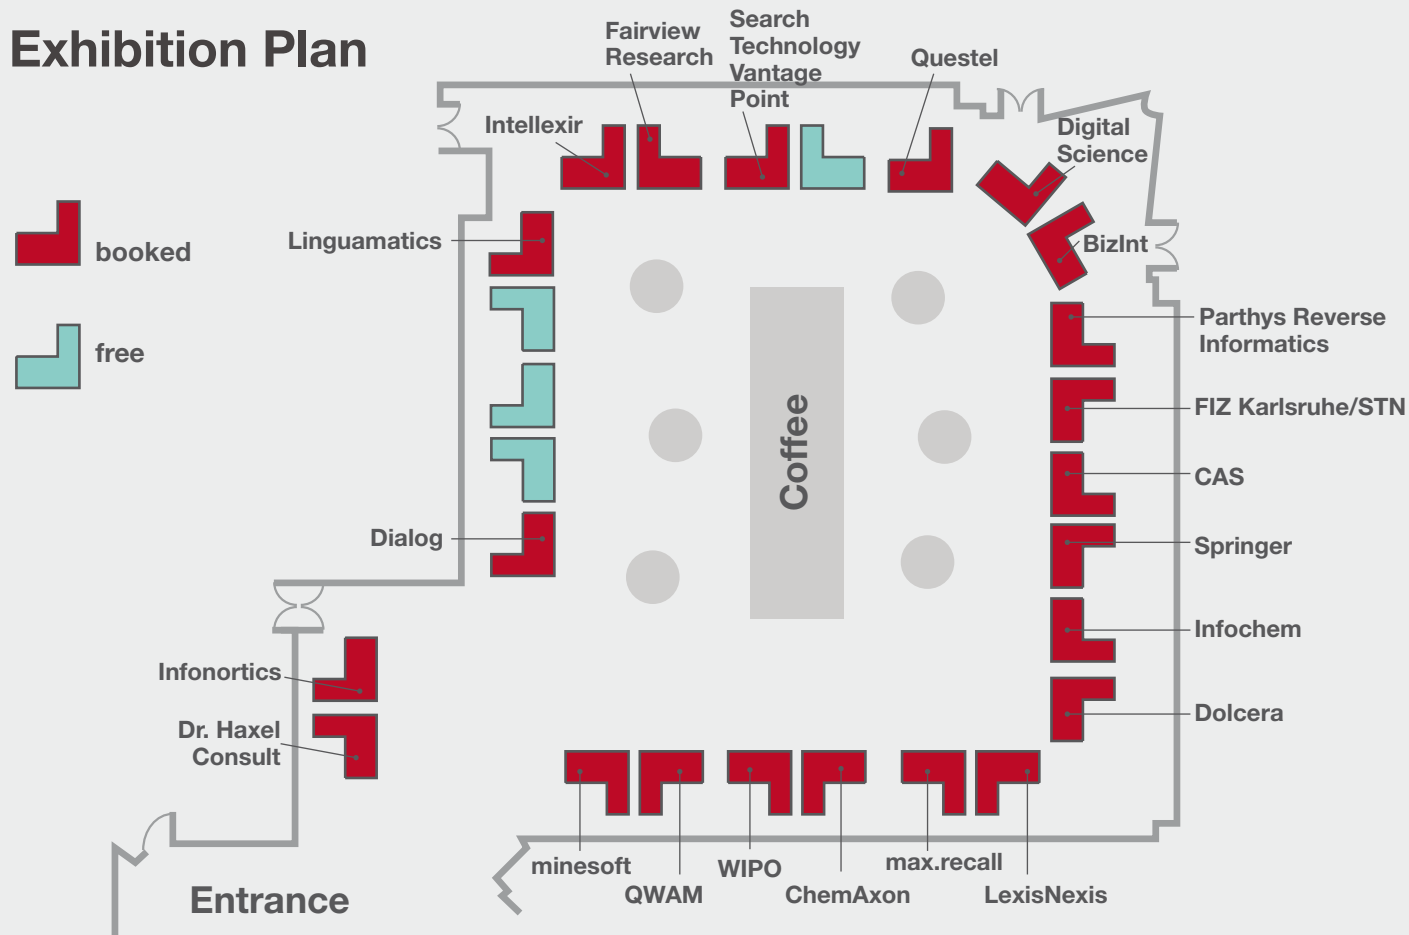 Exhibition Plan
booked
free
Fairview
Research
Search
Technology
Vantage
Point
Questel
Intellexir
Digital
Science
Linguamatics
BizInt
Parthys Reverse
Informatics
FIZ Karlsruhe/STN
CAS
Coffee
Dialog
Springer
Infochem
Infonortics
Dr. Haxel
Consult
Dolcera
minesoft
QWAM
WIPO
ChemAxon
max.recall
LexisNexis
Entrance